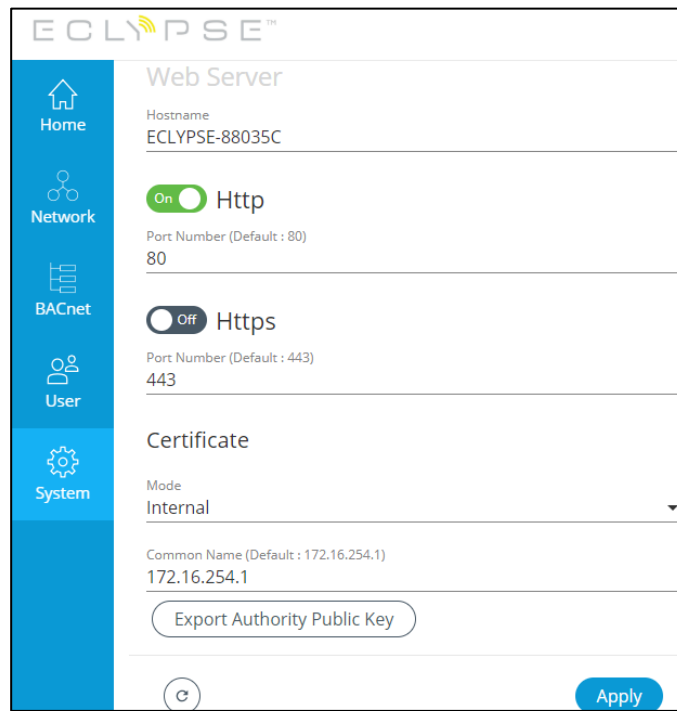 ECLYPSE™
Home
Network
BACnet
User
System
Web Server
Hostname
ECLYPSE-88035C
On Http
Port Number (Default : 80)
80
Off Https
Port Number (Default : 443)
443
Certificate
Mode
Internal
Common Name (Default : 172.16.254.1)
172.16.254.1
Export Authority Public Key
Apply